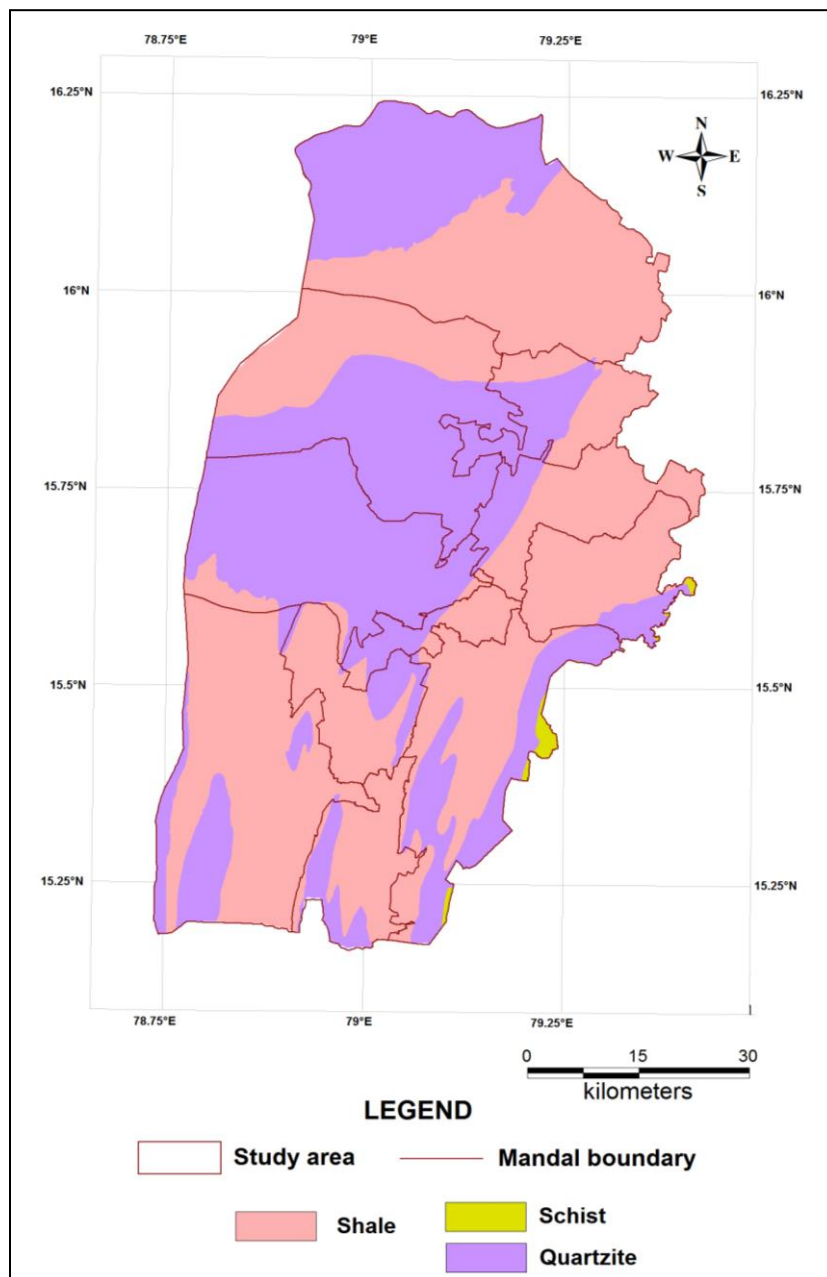 78.75°E 79°E 79.25°E
16.25°N 16.25°N
N
W E
S
16°N 16°N
15.75°N 15.75°N
15.5°N 15.5°N
15.25°N 15.25°N
78.75°E 79°E 79.25°E
0 15 30
kilometers
LEGEND
Study area Mandal boundary
Shale Schist
Quartzite